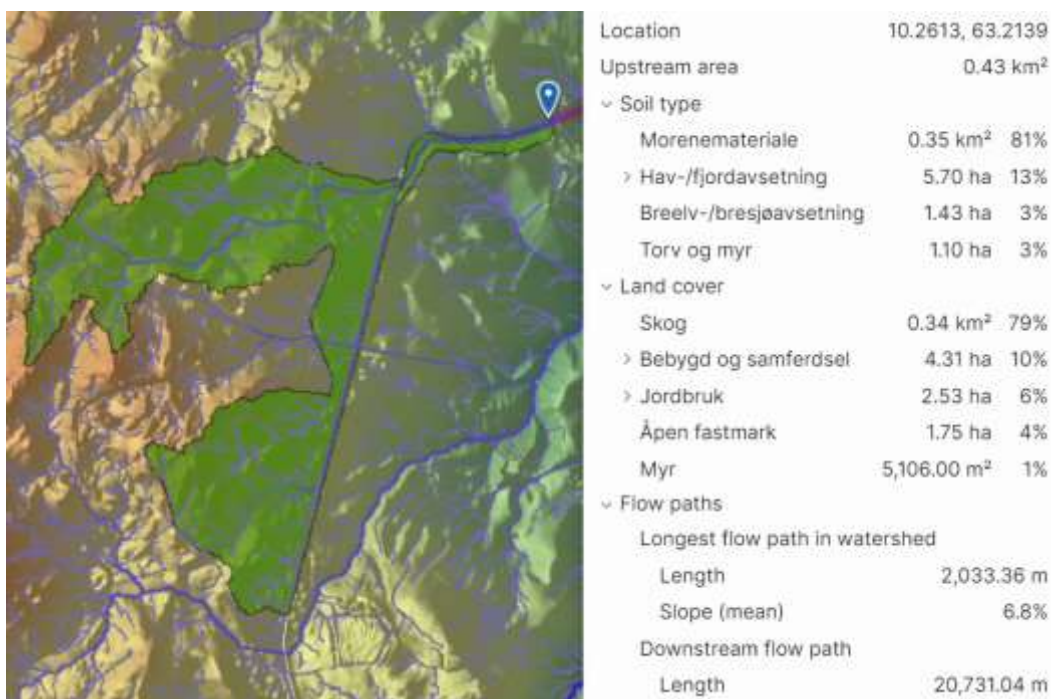 Location 10.2613, 63.2139
Upstream area 0.43 km²
Soil type
Morenemateriale 0.35 km² 81%
Hav-/fjordavsetning 5.70 ha 13%
Breelv-/bresjøavsetning 1.43 ha 3%
Torv og myr 1.10 ha 3%
Land cover
Skog 0.34 km² 79%
Bebygd og samferdsel 4.31 ha 10%
Jordbruk 2.53 ha 6%
Åpen fastmark 1.75 ha 4%
Myr 5,106.00 m² 1%
Flow paths
Longest flow path in watershed
Length 2,033.36 m
Slope (mean) 6.8%
Downstream flow path
Length 20,731.04 m